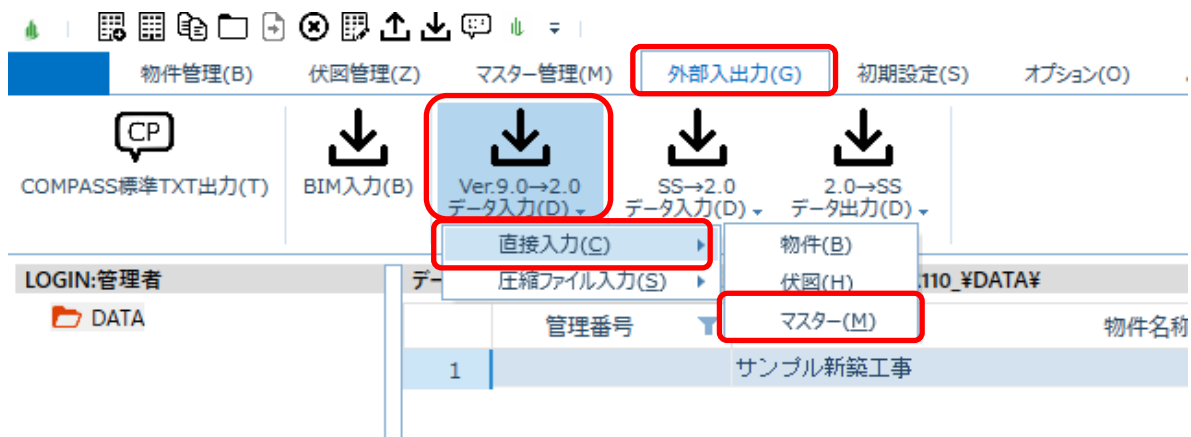 物件管理(B) 伏図管理(Z) マスター管理(M) 外部入出力(G) 初期設定(S) オプション(O)
CP
COMPASS標準TXT出力(T) BIM入力(B) Ver.9.0→2.0 SS→2.0 2.0→SS
データ入力(D) データ入力(D) データ出力(D)
直接入力(C) 物件(B)
LOGIN:管理者 デー 圧縮ファイル入力(S) 伏図(H) 110_¥DATA¥
DATA 管理番号 マスター(M) 物件名称
1 サンプル新築工事